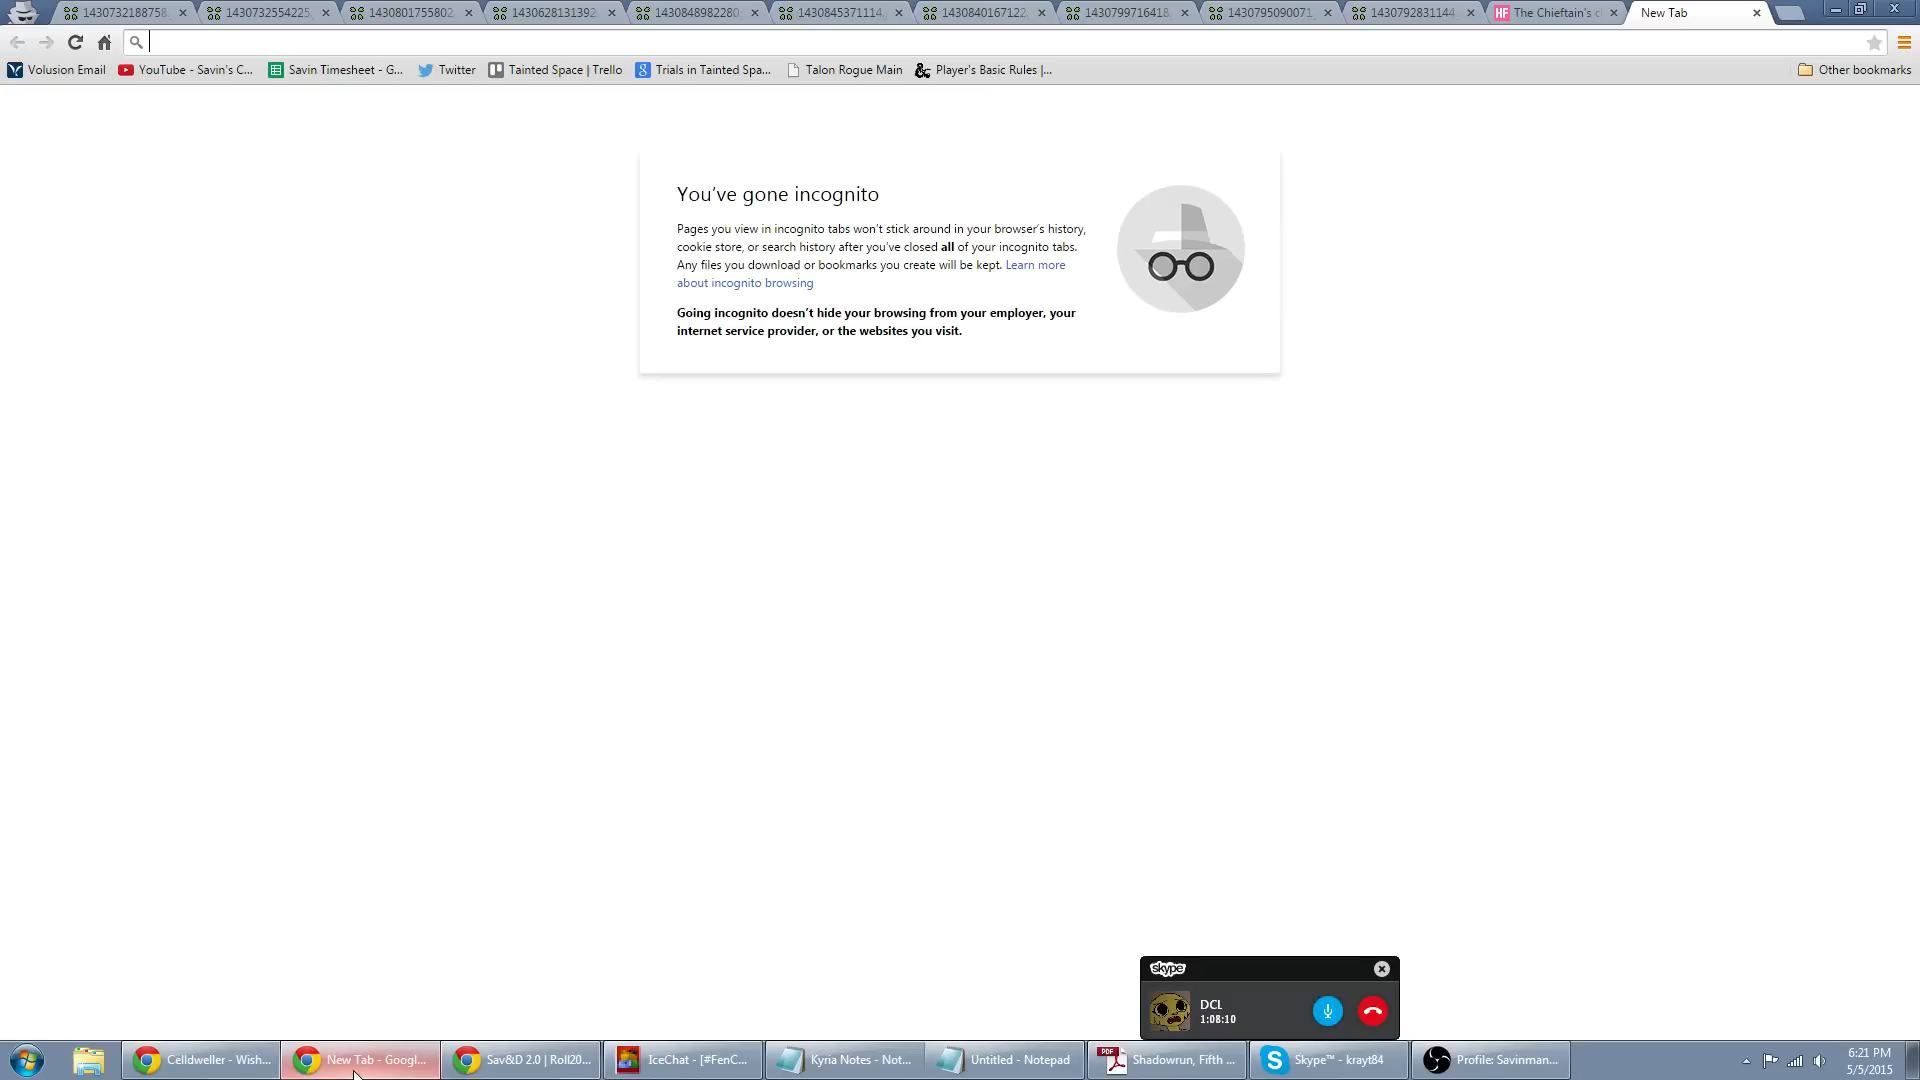 1430732188758
1430732554225
1430801755802
1430628131392
1430848982280
1430845371114
1430840167122
1430799716418
1430795090071
1430792831144
HF The Chieftain's c
New Tab
Volusion Email
YouTube - Savin's C...
Savin Timesheet - G...
Twitter
Tainted Space | Trello
Trials in Tainted Spa...
Talon Rogue Main
Player's Basic Rules |...
Other bookmarks
You've gone incognito
Pages you view in incognito tabs won't stick around in your browser's history,
cookie store, or search history after you've closed all of your incognito tabs.
Any files you download or bookmarks you create will be kept. Learn more
about incognito browsing
Going incognito doesn't hide your browsing from your employer, your
internet service provider, or the websites you visit.
skype
DCL
1:08:10
Celldweller - Wish...
New Tab - Googl...
Sav&D 2.0 | Roll20...
IceChat - [#FenC...
Kyria Notes - Not...
Untitled - Notepad
PDF
Shadowrun, Fifth ...
Skype™ - krayt84
Profile: Savinman...
6:21 PM
5/5/2015